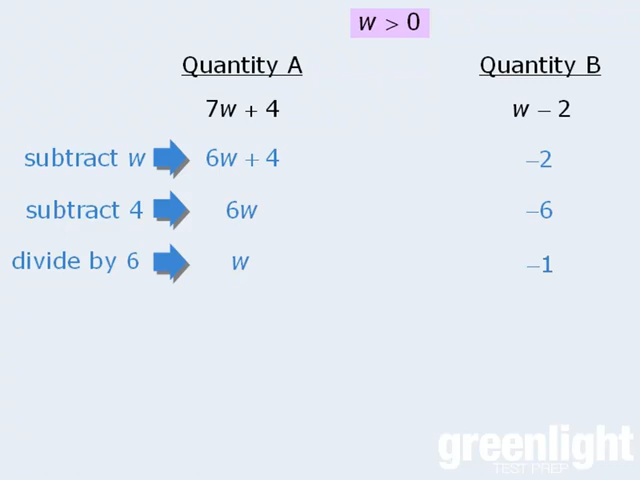 w > 0
Quantity A Quantity B
7w + 4 w – 2
subtract w 6w + 4 –2
subtract 4 6w –6
divide by 6 w –1
greenlight
TEST PREP